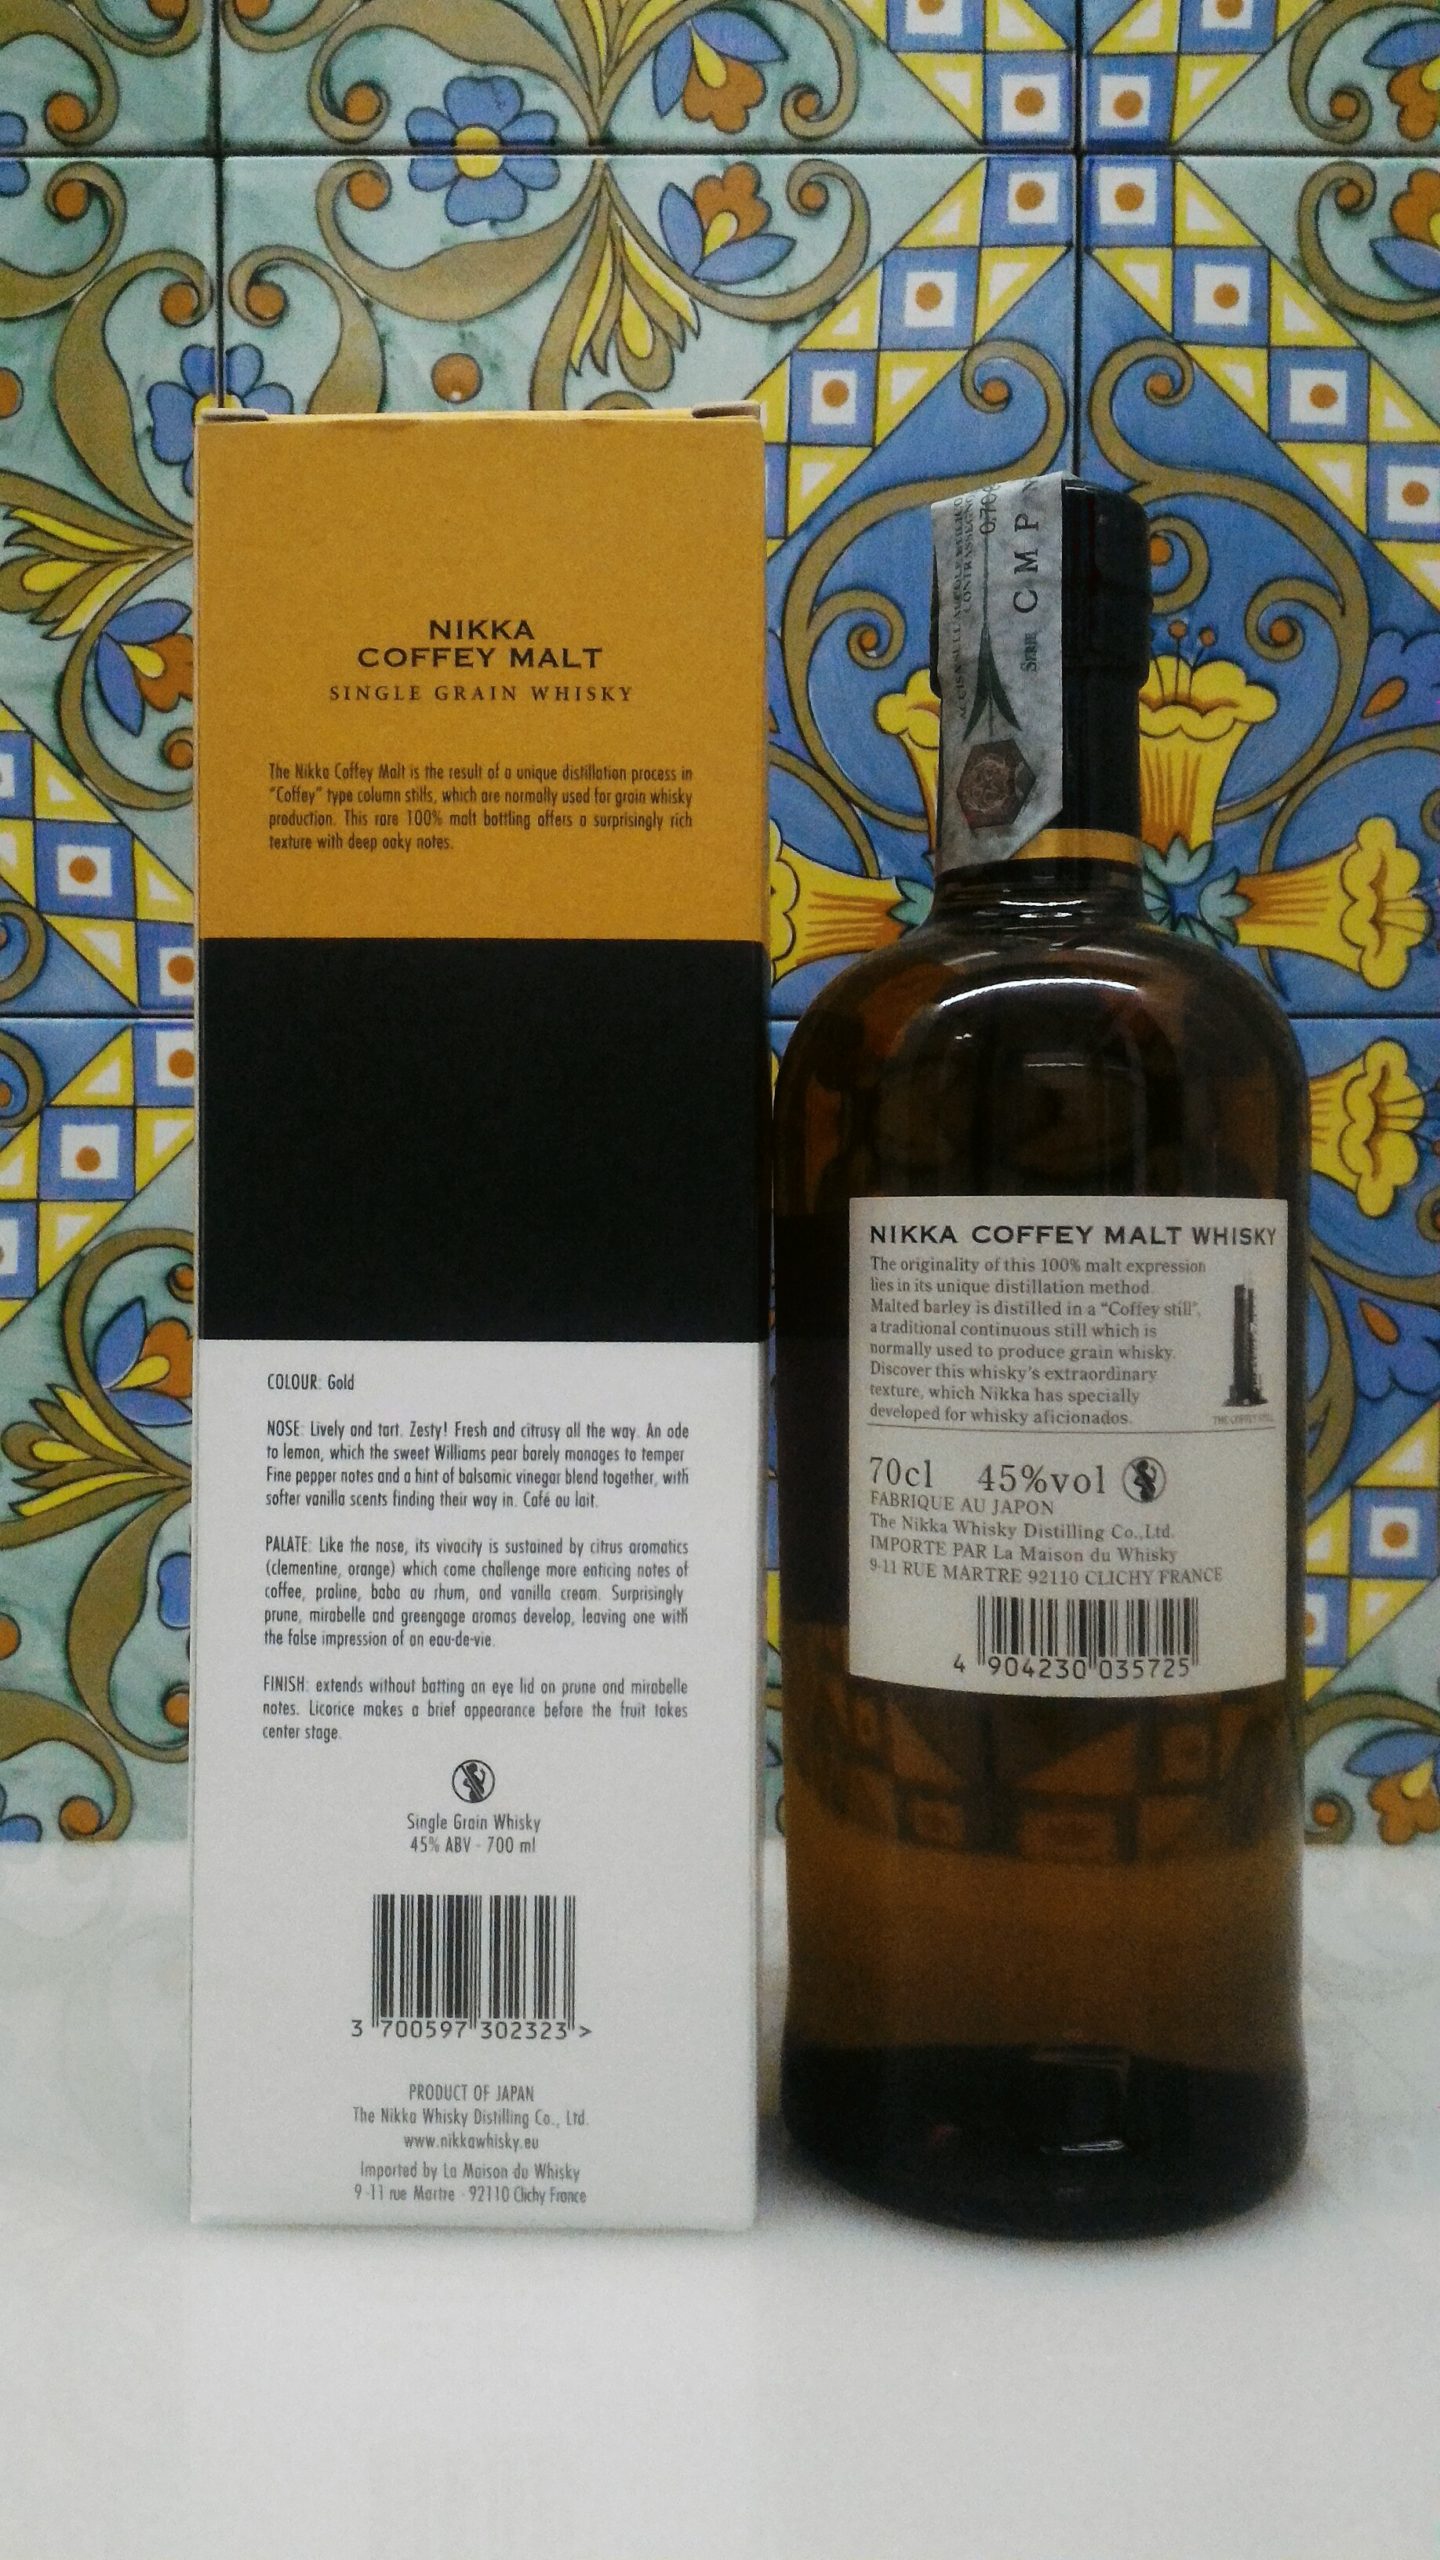 NIKKA
COFFEY MALT
SINGLE GRAIN WHISKY
The Nikka Coffey Malt is the result of a unique distillation process in
"Coffey" type column stills, which are normally used for grain whisky
production. This rare 100% malt bottling offers a surprisingly rich
texture with deep oaky notes.
COLOUR: Gold
NOSE: Lively and tart. Zesty! Fresh and citrusy all the way. An ode
to lemon, which the sweet Williams pear barely manages to temper
Fine pepper notes and a hint of balsamic vinegar blend together, with
softer vanilla scents finding their way in. Café au lait.
PALATE: Like the nose, its vivacity is sustained by citrus aromatics
(clementine, orange) which come challenge more enticing notes of
coffee, praline, baba au rhum, and vanilla cream. Surprisingly
prune, mirabelle and greengage aromas develop, leaving one with
the false impression of an eau-de-vie.
FINISH: extends without batting an eye lid on prune and mirabelle
notes. Licorice makes a brief appearance before the fruit takes
center stage.
Single Grain Whisky
45% ABV - 700 ml
3 700597 302323 >
PRODUCT OF JAPAN
The Nikka Whisky Distilling Co., Ltd.
www.nikkawhisky.eu
Imported by La Maison du Whisky
9-11 rue Martre - 92110 Clichy France
CONTRASSEGNO
0,70
SERIE CMP N
NIKKA COFFEY MALT WHISKY
The originality of this 100% malt expression
lies in its unique distillation method.
Malted barley is distilled in a "Coffey still",
a traditional continuous still which is
normally used to produce grain whisky.
Discover this whisky's extraordinary
texture, which Nikka has specially
developed for whisky aficionados.
THE COFFEY STILL
70cl 45%vol
FABRIQUE AU JAPON
The Nikka Whisky Distilling Co.,Ltd.
IMPORTE PAR La Maison du Whisky
9-11 RUE MARTRE 92110 CLICHY FRANCE
4 904230 035725